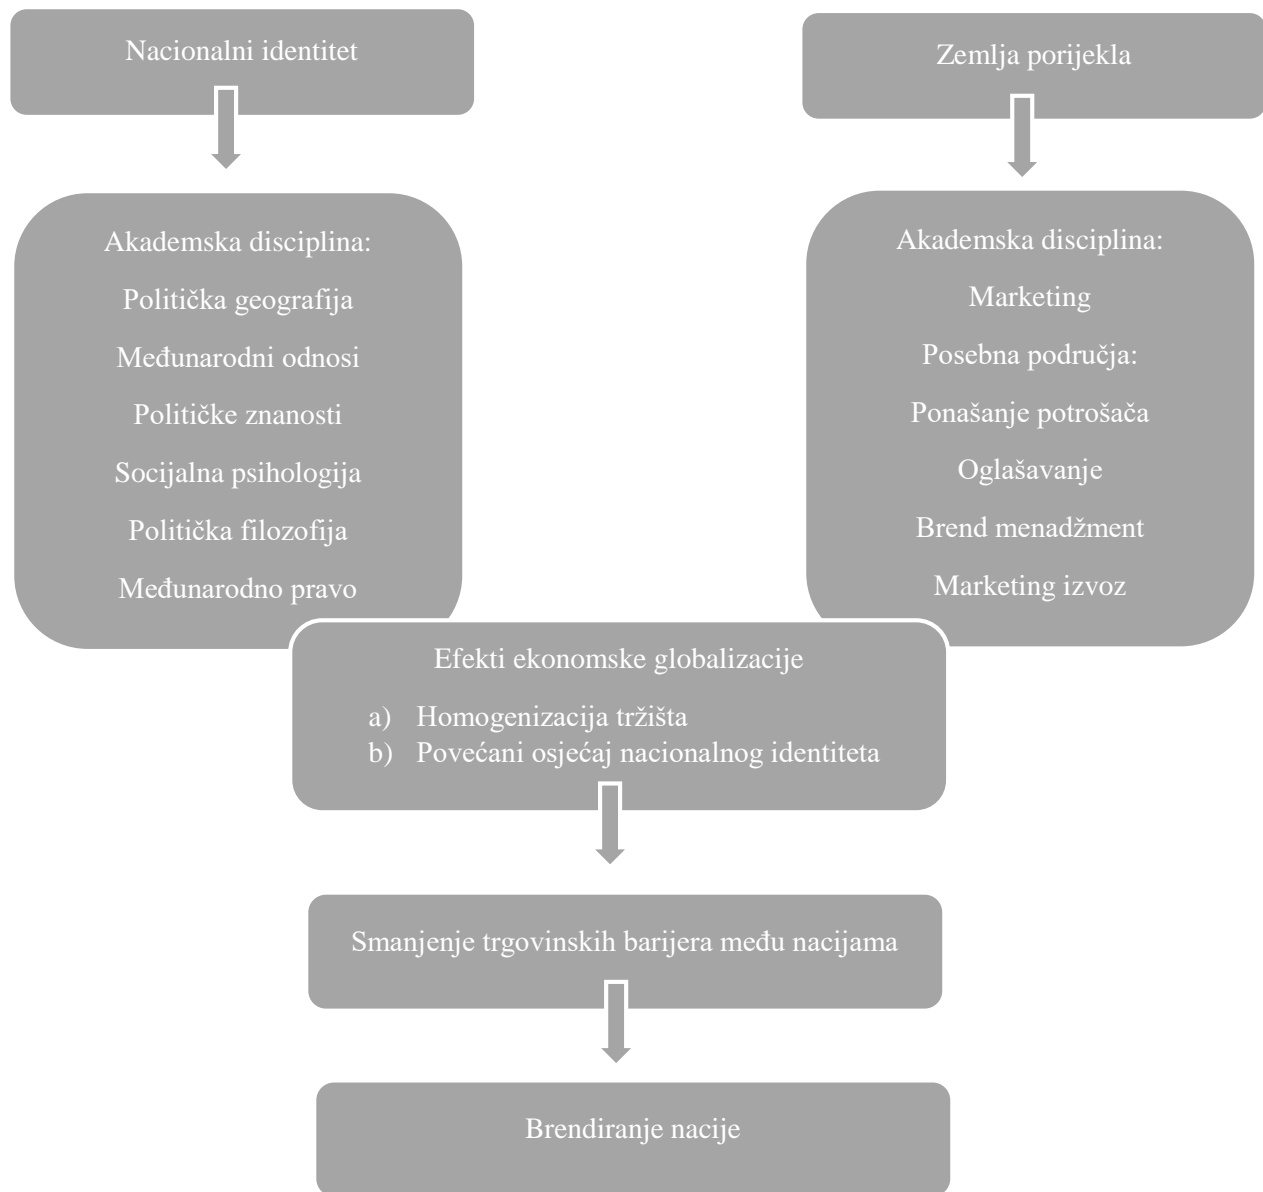 Nacionalni identitet
Zemlja porijekla
Akademska disciplina:
Politička geografija
Međunarodni odnosi
Političke znanosti
Socijalna psihologija
Politička filozofija
Međunarodno pravo
Akademska disciplina:
Marketing
Posebna područja:
Ponašanje potrošača
Oglašavanje
Brend menadžment
Marketing izvoz
Efekti ekonomske globalizacije
a) Homogenizacija tržišta
b) Povećani osjećaj nacionalnog identiteta
Smanjenje trgovinskih barijera među nacijama
Brendiranje nacije